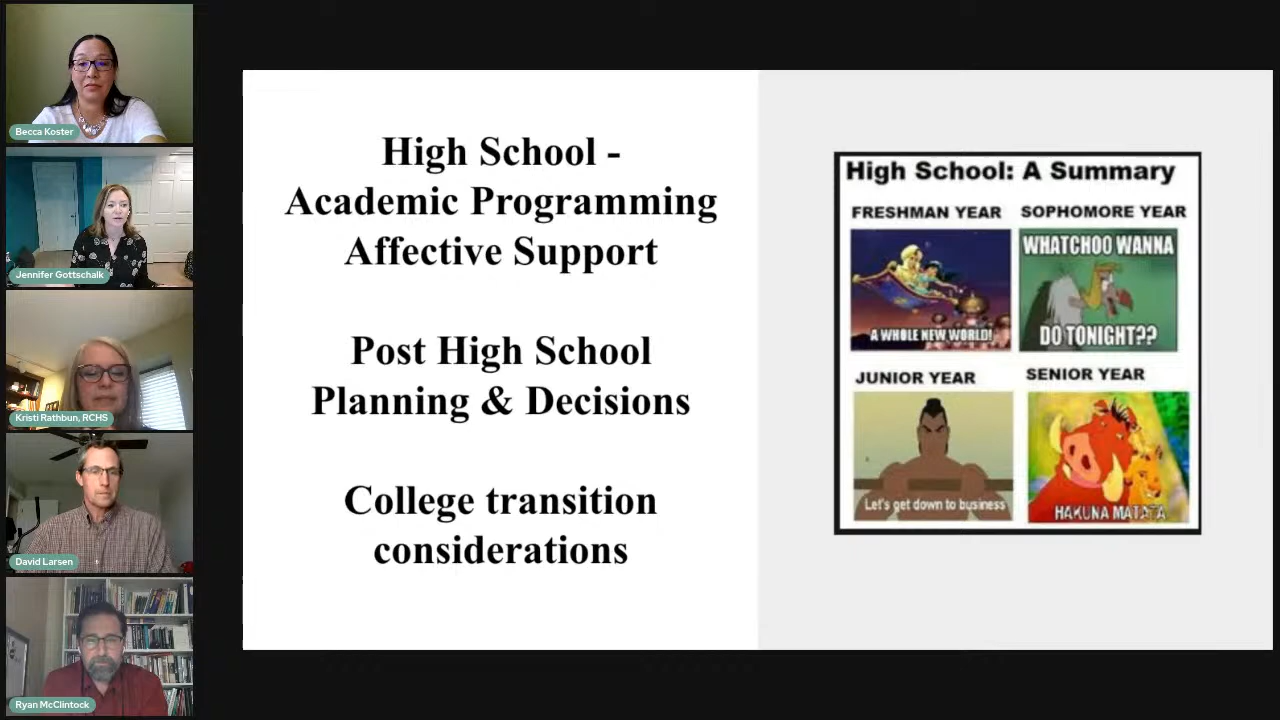 Becca Koster
Jennifer Gottschalk
Kristi Rathbun, RCHS
David Larsen
Ryan McClintock
High School -
Academic Programming
Affective Support
Post High School
Planning & Decisions
College transition
considerations
High School: A Summary
FRESHMAN YEAR
A WHOLE NEW WORLD!
SOPHOMORE YEAR
WHATCHOO WANNA
DO TONIGHT??
JUNIOR YEAR
Let's get down to business
SENIOR YEAR
HAKUNA MATATA